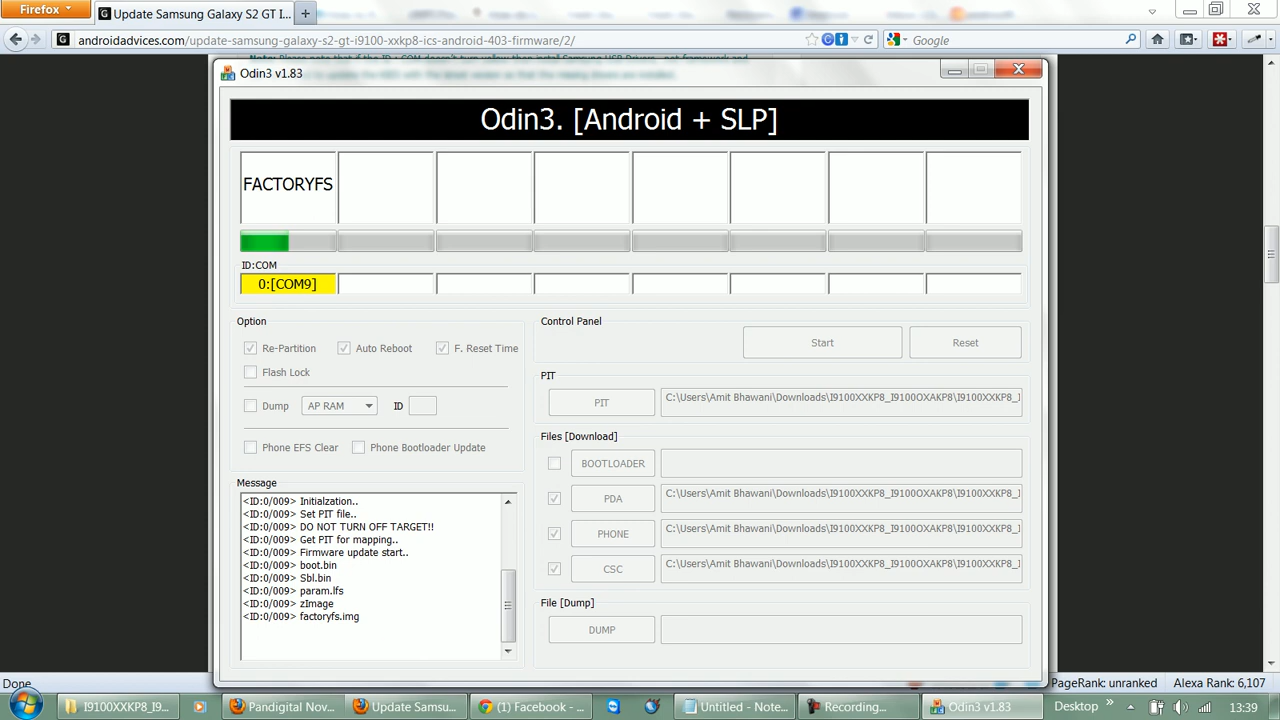 Firefox
Update Samsung Galaxy S2 GT I...
androidadvices.com/update-samsung-galaxy-s2-gt-i9100-xxkp8-ics-android-403-firmware/2/
Google
Odin3 v1.83
Odin3. [Android + SLP]
FACTORYFS
ID:COM
0:[COM9]
Option
Re-Partition
Auto Reboot
F. Reset Time
Flash Lock
Dump
AP RAM
ID
Phone EFS Clear
Phone Bootloader Update
Message
<ID:0/009> Initialzation..
<ID:0/009> Set PIT file..
<ID:0/009> DO NOT TURN OFF TARGET!!
<ID:0/009> Get PIT for mapping..
<ID:0/009> Firmware update start..
<ID:0/009> boot.bin
<ID:0/009> Sbl.bin
<ID:0/009> param.lfs
<ID:0/009> zImage
<ID:0/009> factoryfs.img
Control Panel
Start
Reset
PIT
PIT
C:\Users\Amit Bhawani\Downloads\I9100XXKP8_I9100OXAKP8\I9100XXKP8_I
Files [Download]
BOOTLOADER
PDA
C:\Users\Amit Bhawani\Downloads\I9100XXKP8_I9100OXAKP8\I9100XXKP8_I
PHONE
C:\Users\Amit Bhawani\Downloads\I9100XXKP8_I9100OXAKP8\I9100XXKP8_I
CSC
C:\Users\Amit Bhawani\Downloads\I9100XXKP8_I9100OXAKP8\I9100XXKP8_I
File [Dump]
DUMP
Done
PageRank: unranked
Alexa Rank: 6,107
I9100XXKP8_I9...
Pandigital Nov...
Update Samsu...
(1) Facebook - ...
Untitled - Note...
Recording...
Odin3 v1.83
Desktop
13:39